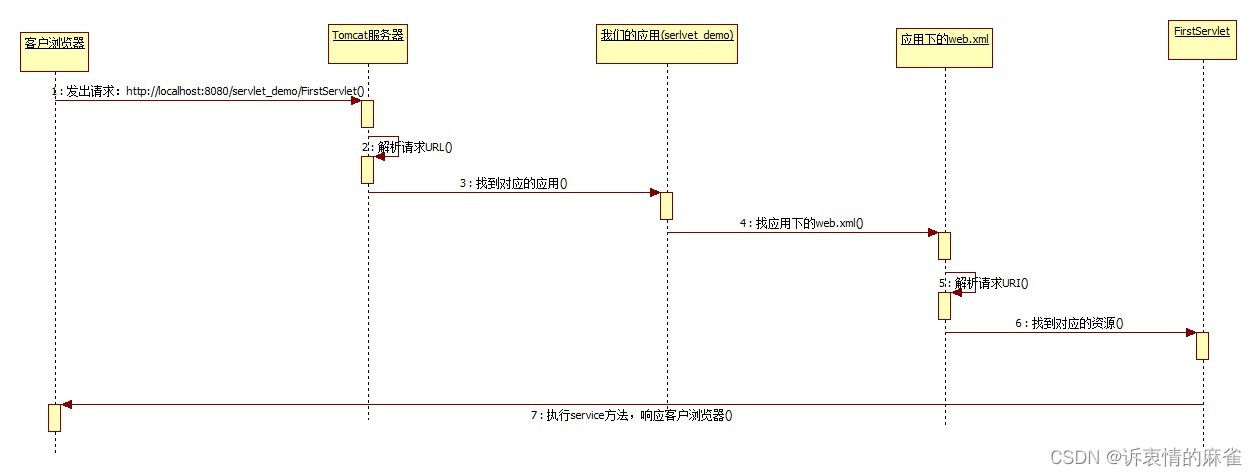 客户浏览器
Tomcat服务器
我们的应用(serlvet_demo)
应用下的web.xml
FirstServlet
1 : 发出请求：http://localhost:8080/servlet_demo/FirstServlet()
2 : 解析请求URL()
3 : 找到对应的应用()
4 : 找应用下的web.xml()
5 : 解析请求URI()
6 : 找到对应的资源()
7 : 执行service方法，响应客户浏览器()
CSDN @诉衷情的麻雀